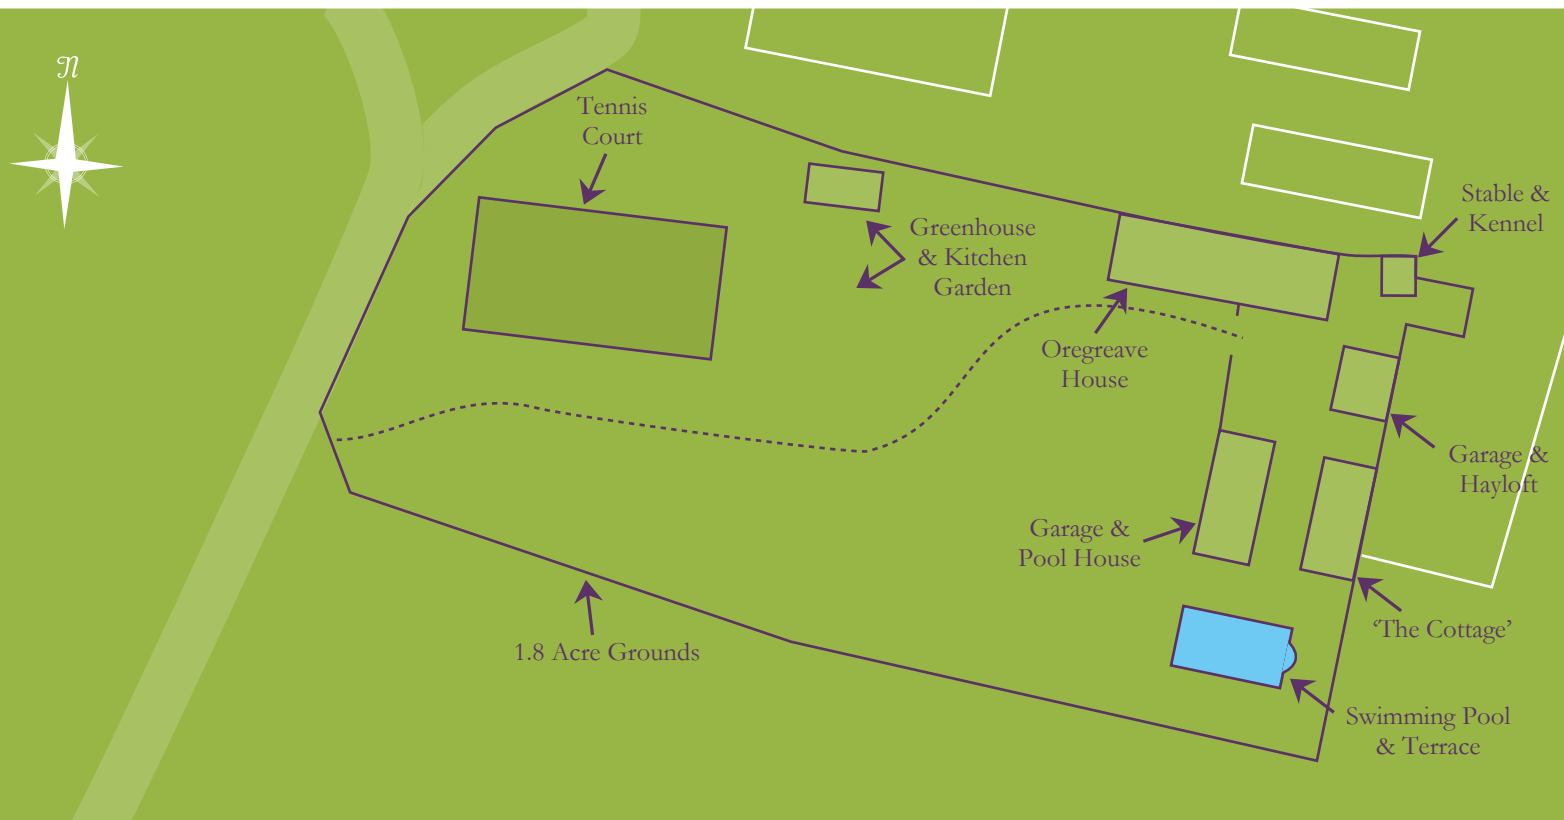 N
Tennis
Court
Stable &
Kennel
Greenhouse
& Kitchen
Garden
Oregreave
House
Garage &
Hayloft
Garage &
Pool House
1.8 Acre Grounds
‘The Cottage’
Swimming Pool
& Terrace